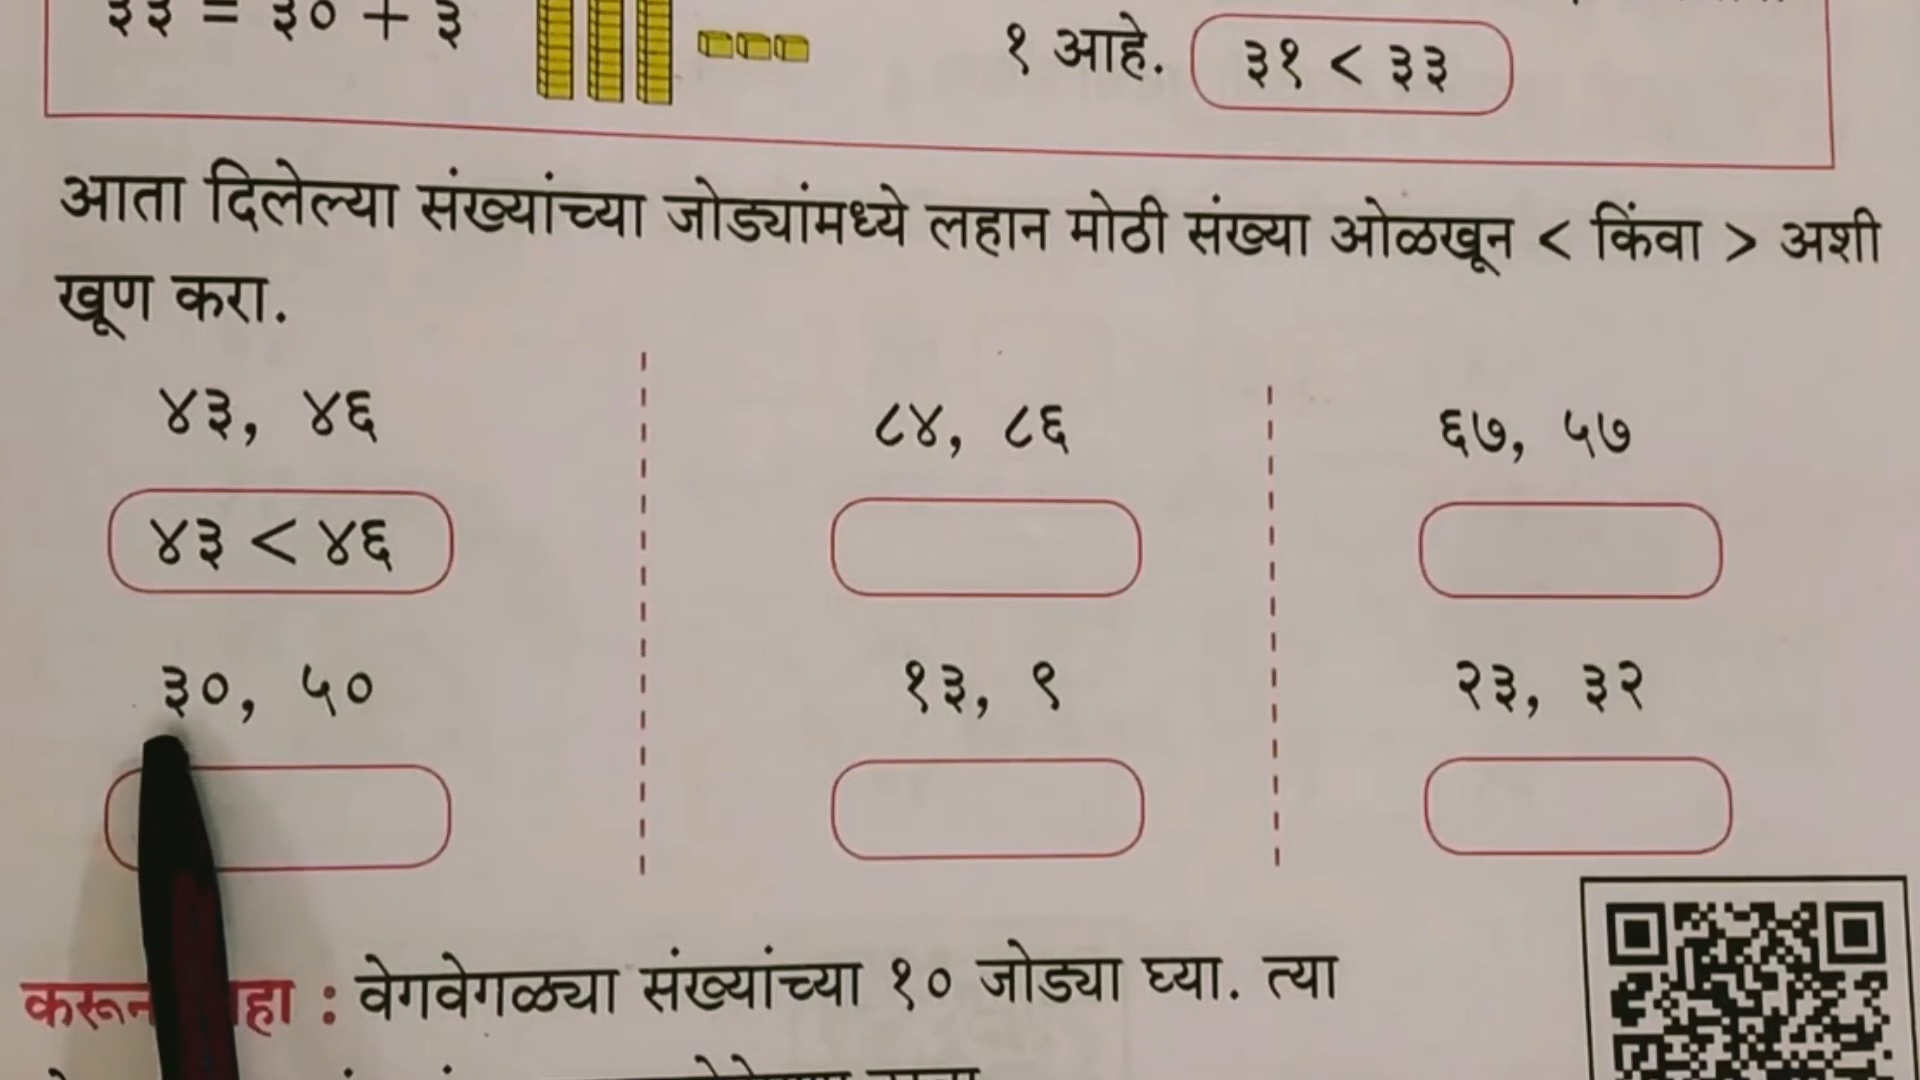 ३३ = ३० + ३
१ आहे. ३१ < ३३
आता दिलेल्या संख्यांच्या जोड्यांमध्ये लहान मोठी संख्या ओळखून < किंवा > अशी
खूण करा.
४३, ४६ ८४, ८६ ६७, ५७
४३ < ४६
३०, ५० १३, ९ २३, ३२
करून : वेगवेगळ्या संख्यांच्या १० जोड्या घ्या. त्या